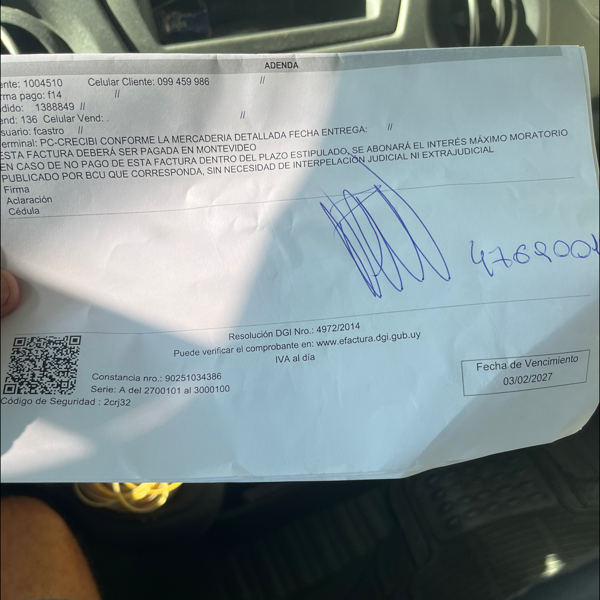 ADENDA
ente: 1004510 Celular Cliente: 099 459 986 //
rma pago: f14 //
dido: 1388849 //
end: 136 Celular Vend: . //
suario: fcastro //
erminal: PC-CRECIBI CONFORME LA MERCADERIA DETALLADA FECHA ENTREGA: //
ESTA FACTURA DEBERÁ SER PAGADA EN MONTEVIDEO
EN CASO DE NO PAGO DE ESTA FACTURA DENTRO DEL PLAZO ESTIPULADO, SE ABONARÁ EL INTERÉS MÁXIMO MORATORIO
PUBLICADO POR BCU QUE CORRESPONDA, SIN NECESIDAD DE INTERPELACIÓN JUDICIAL NI EXTRAJUDICIAL
Firma
Aclaración
Cédula
Resolución DGI Nro.: 4972/2014
Puede verificar el comprobante en: www.efactura.dgi.gub.uy
IVA al día
Constancia nro.: 90251034386
Serie: A del 2700101 al 3000100
Código de Seguridad : 2crj32
Fecha de Vencimiento
03/02/2027